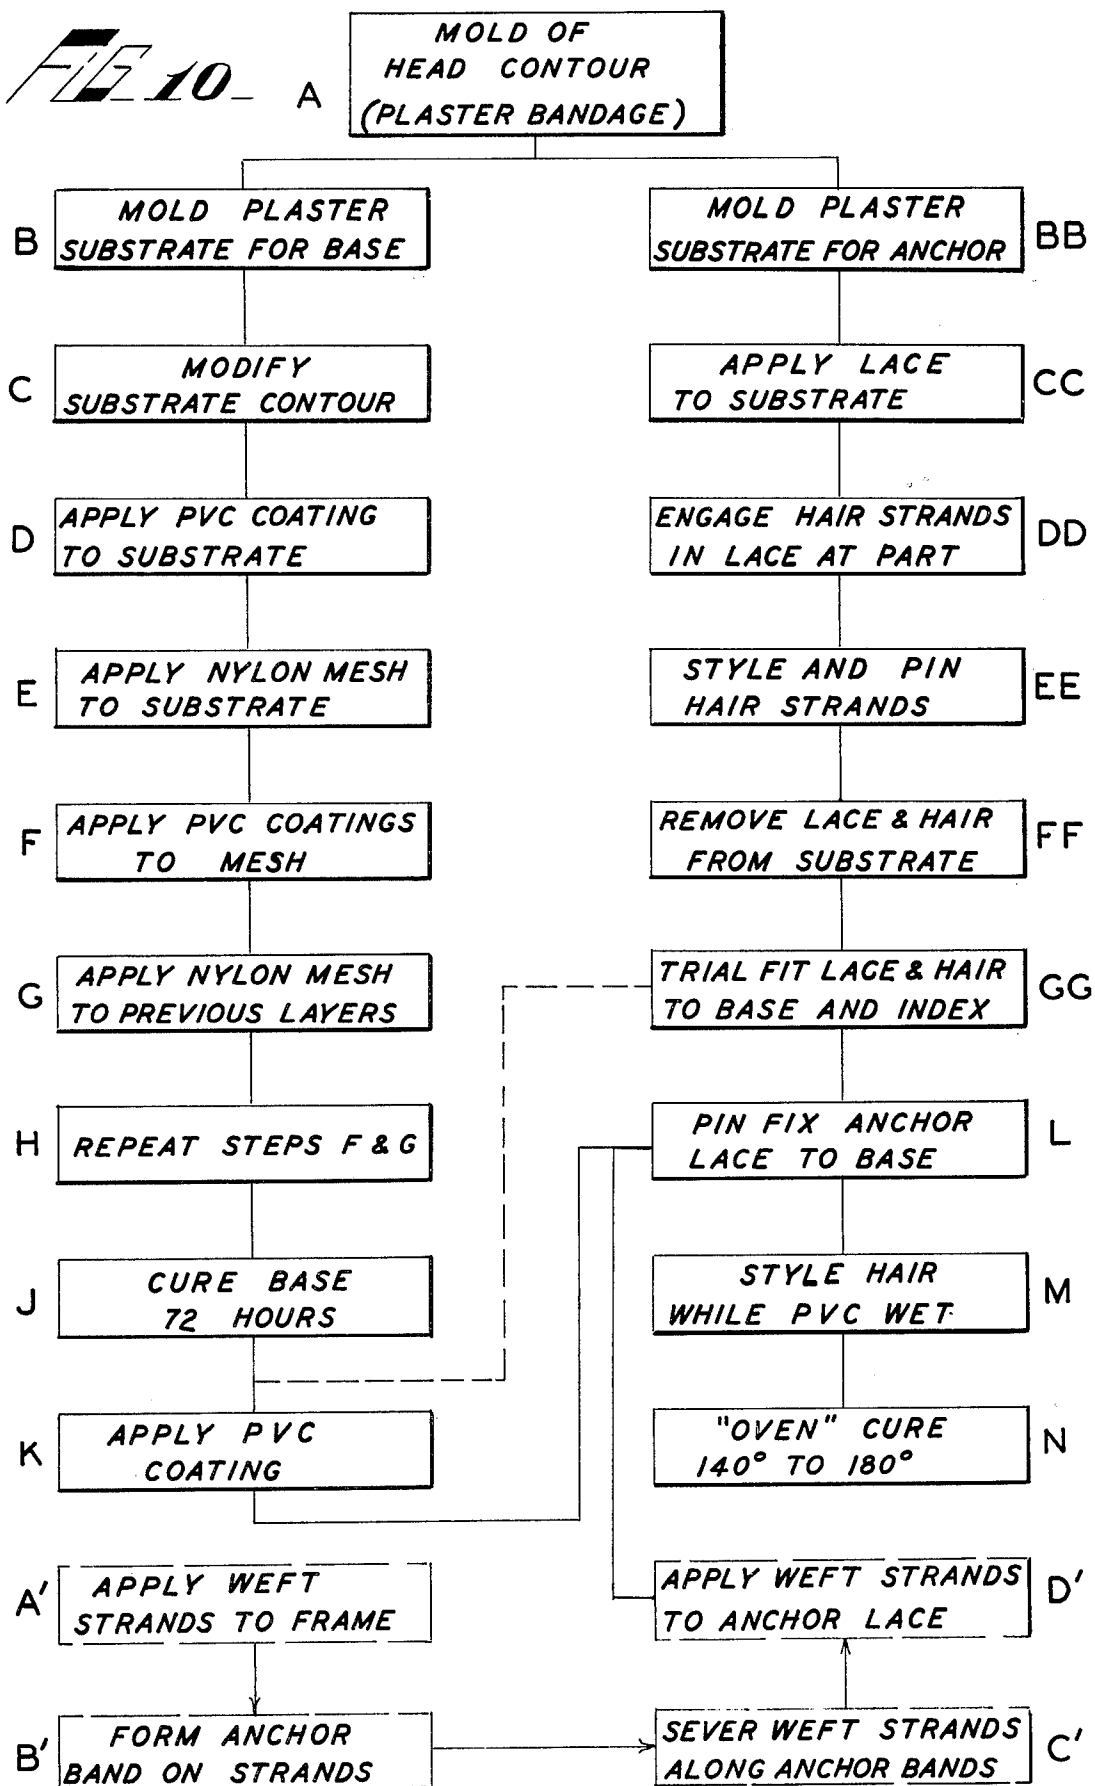 FIG 10
A
MOLD OF
HEAD CONTOUR
(PLASTER BANDAGE)
B
MOLD PLASTER
SUBSTRATE FOR BASE
MOLD PLASTER
SUBSTRATE FOR ANCHOR
BB
C
MODIFY
SUBSTRATE CONTOUR
APPLY LACE
TO SUBSTRATE
CC
D
APPLY PVC COATING
TO SUBSTRATE
ENGAGE HAIR STRANDS
IN LACE AT PART
DD
E
APPLY NYLON MESH
TO SUBSTRATE
STYLE AND PIN
HAIR STRANDS
EE
F
APPLY PVC COATINGS
TO MESH
REMOVE LACE & HAIR
FROM SUBSTRATE
FF
G
APPLY NYLON MESH
TO PREVIOUS LAYERS
TRIAL FIT LACE & HAIR
TO BASE AND INDEX
GG
H
REPEAT STEPS F & G
PIN FIX ANCHOR
LACE TO BASE
L
J
CURE BASE
72 HOURS
STYLE HAIR
WHILE PVC WET
M
K
APPLY PVC
COATING
"OVEN" CURE
140° TO 180°
N
A'
APPLY WEFT
STRANDS TO FRAME
APPLY WEFT STRANDS
TO ANCHOR LACE
D'
B'
FORM ANCHOR
BAND ON STRANDS
SEVER WEFT STRANDS
ALONG ANCHOR BANDS
C'